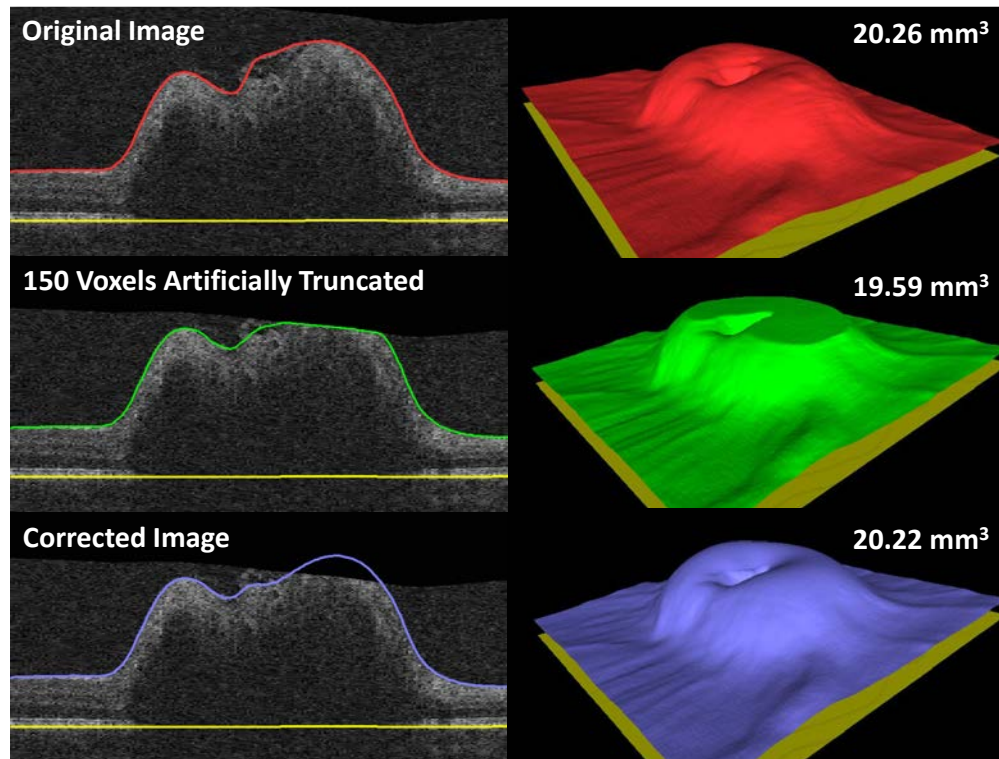 Original Image
20.26 mm³
150 Voxels Artificially Truncated
19.59 mm³
Corrected Image
20.22 mm³